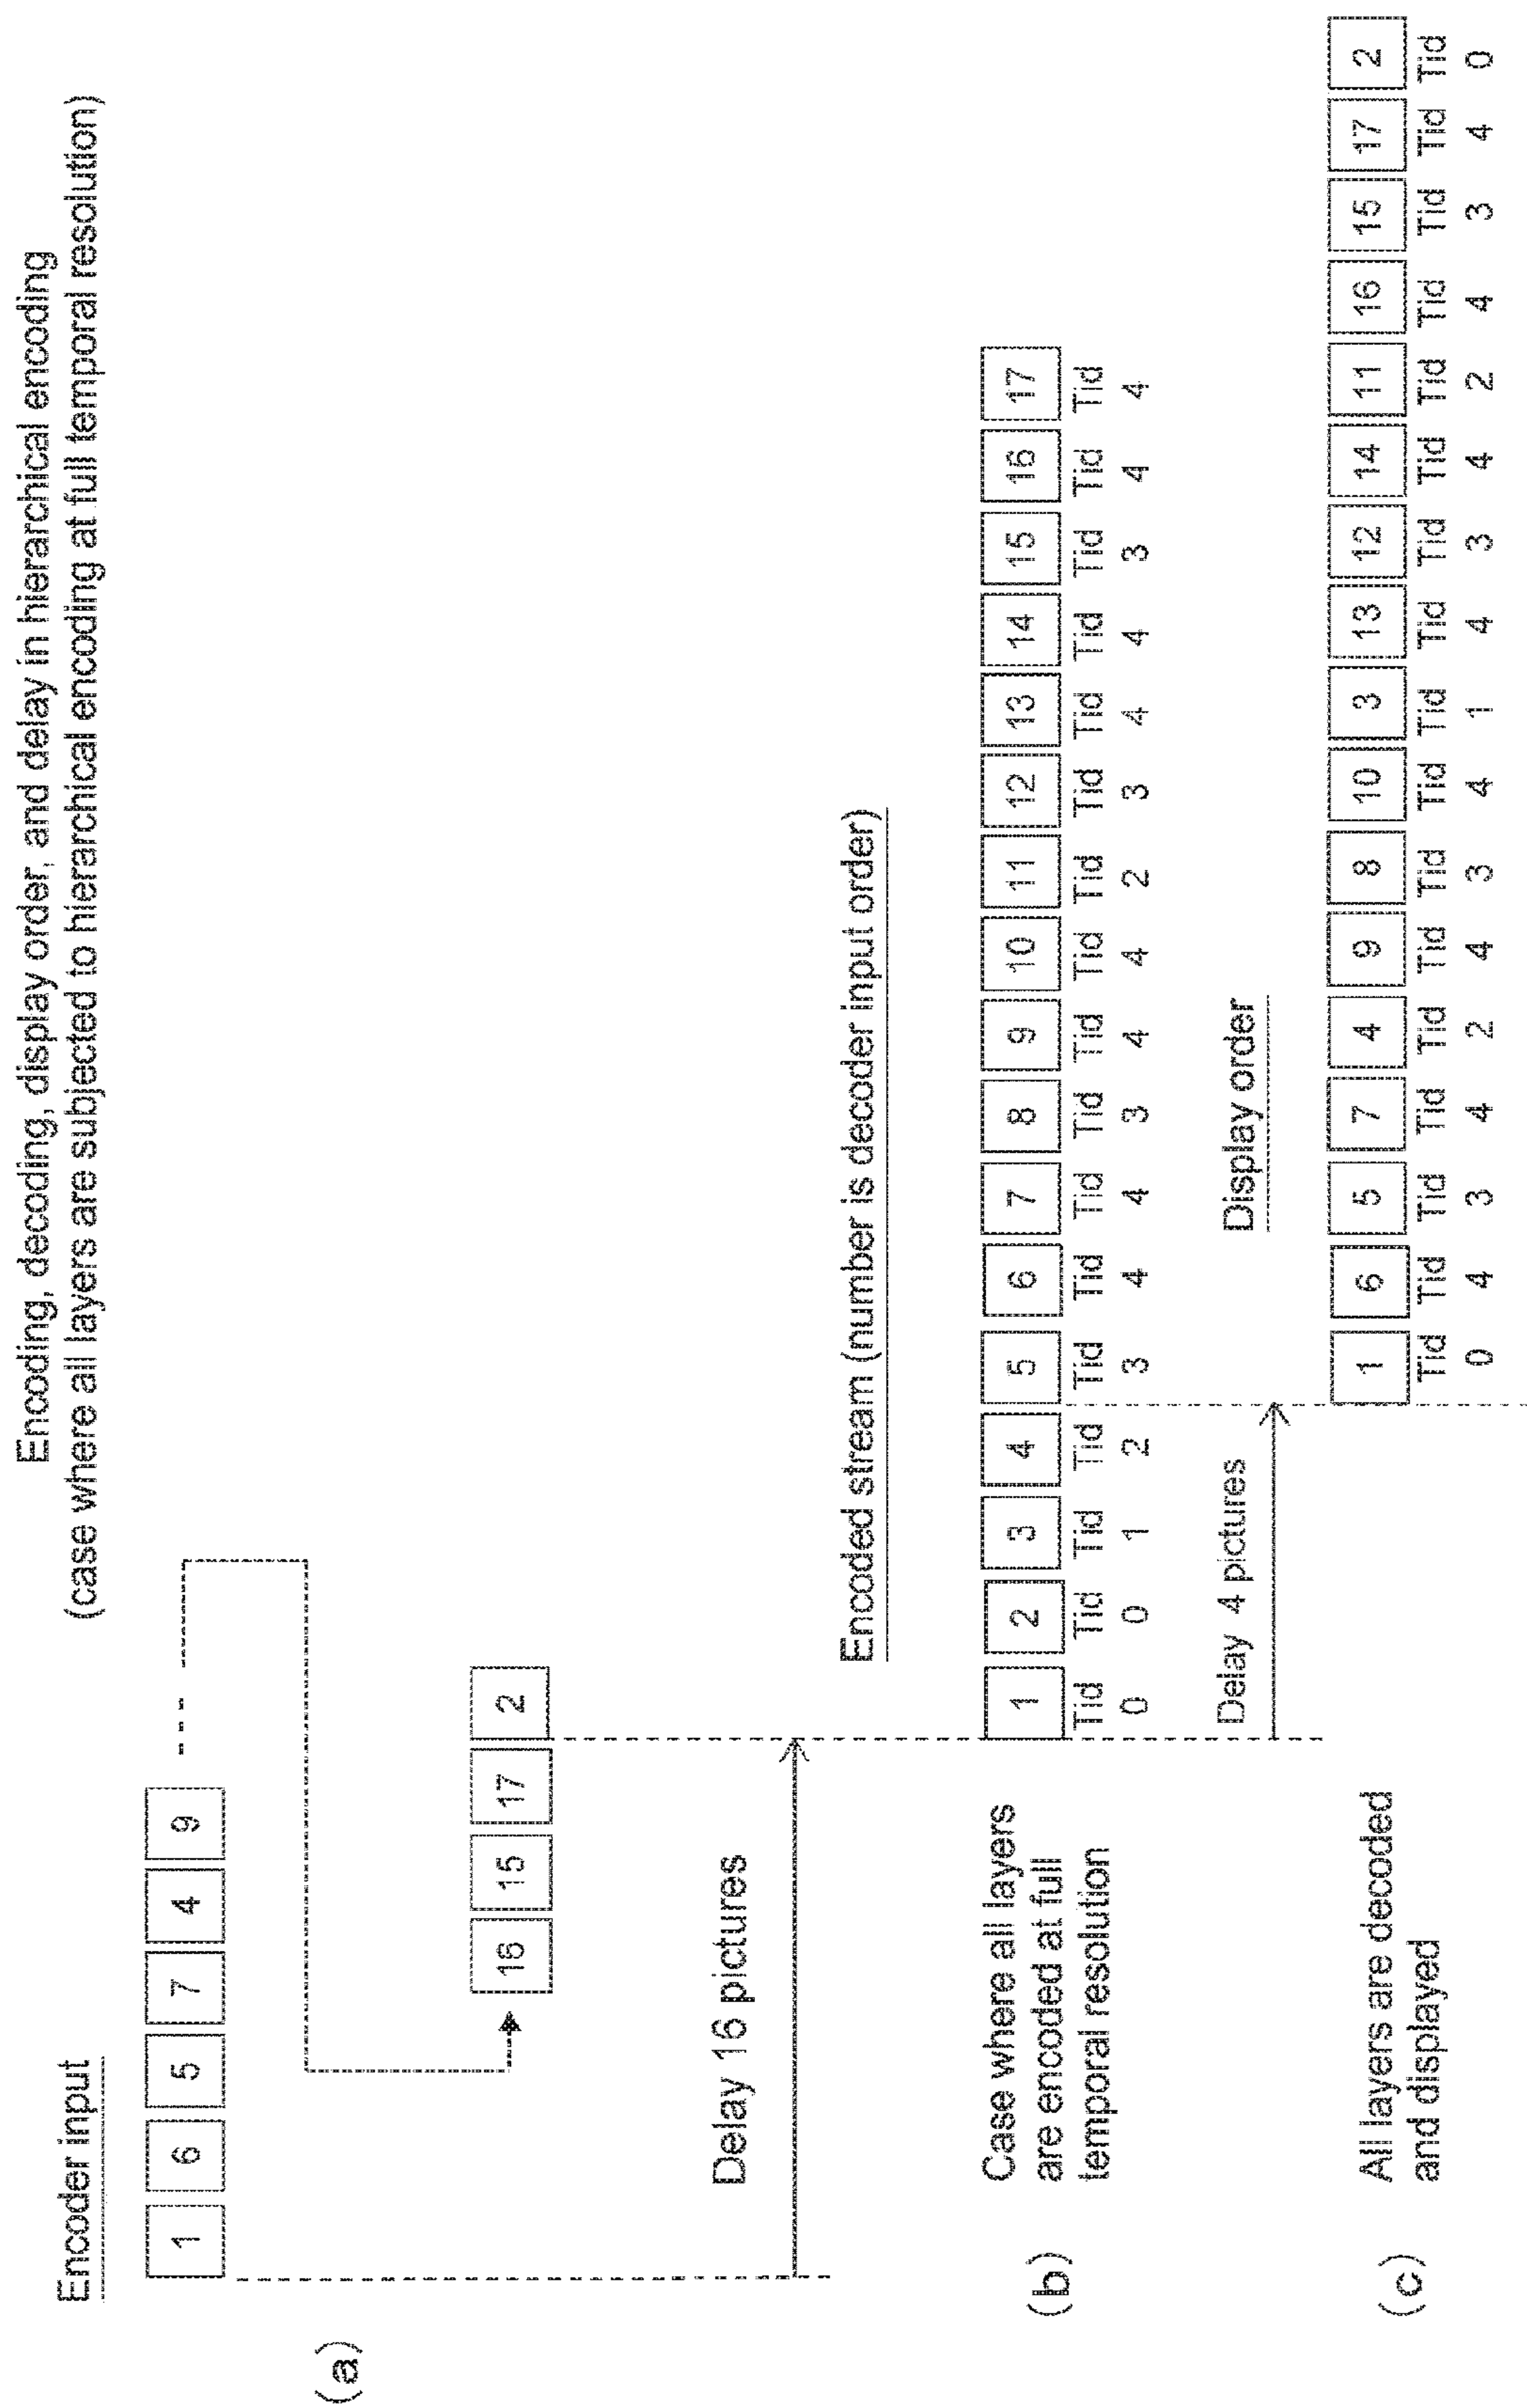 Encoding, decoding, display order, and delay in hierarchical encoding
(case where all layers are subjected to hierarchical encoding at full temporal resolution)
Encoder input
(a)
1 6 5 7 4 9 ---
16 15 17 2
Delay 16 pictures
Encoded stream (number is decoder input order)
(b)
Case where all layers
are encoded at full
temporal resolution
1 2 3 4 5 6 7 8 9 10 11 12 13 14 15 16 17
Tid Tid Tid Tid Tid Tid Tid Tid Tid Tid Tid Tid Tid Tid Tid Tid Tid
0 0 1 2 3 4 4 3 4 4 2 3 4 4 3 4 4
Delay 4 pictures
Display order
(c)
All layers are decoded
and displayed
1 6 5 7 4 9 8 10 3 13 12 14 11 16 15 17 2
Tid Tid Tid Tid Tid Tid Tid Tid Tid Tid Tid Tid Tid Tid Tid Tid Tid
0 4 3 4 2 4 3 4 1 4 3 4 2 4 3 4 0